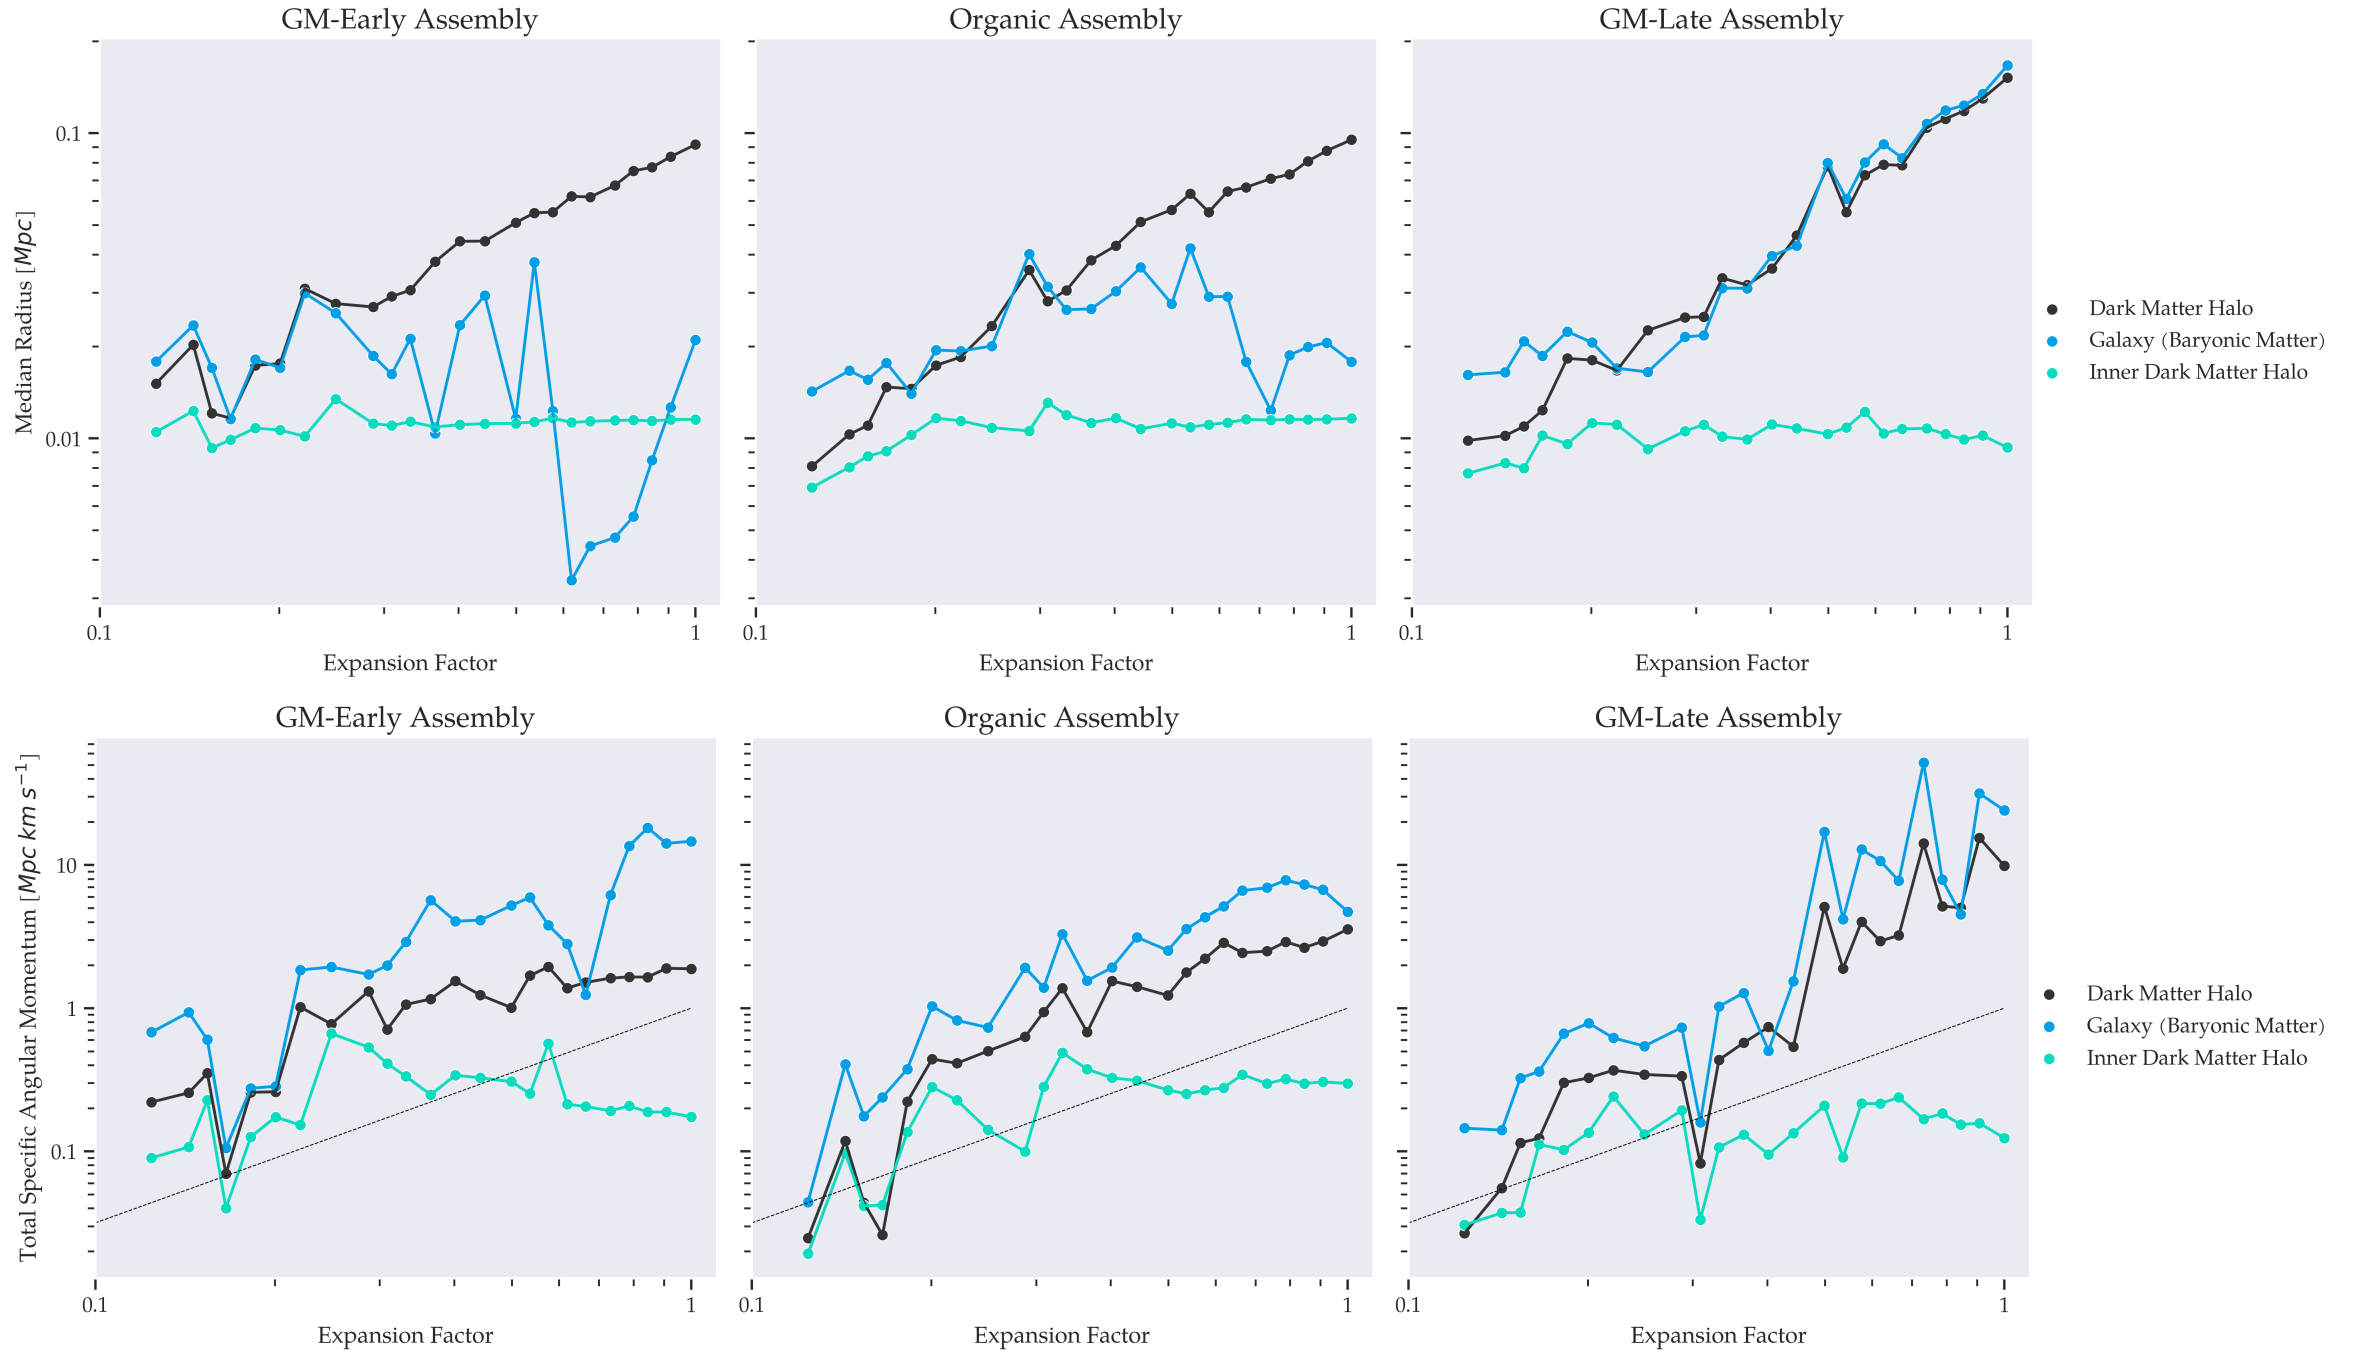 GM-Early Assembly
Organic Assembly
GM-Late Assembly
Median Radius [Mpc]
0.1
0.01
0.1
1
0.1
1
0.1
1
Expansion Factor
Expansion Factor
Expansion Factor
Dark Matter Halo
Galaxy (Baryonic Matter)
Inner Dark Matter Halo
GM-Early Assembly
Organic Assembly
GM-Late Assembly
Total Specific Angular Momentum [Mpc km s⁻¹]
10
1
0.1
0.1
1
0.1
1
0.1
1
Expansion Factor
Expansion Factor
Expansion Factor
Dark Matter Halo
Galaxy (Baryonic Matter)
Inner Dark Matter Halo